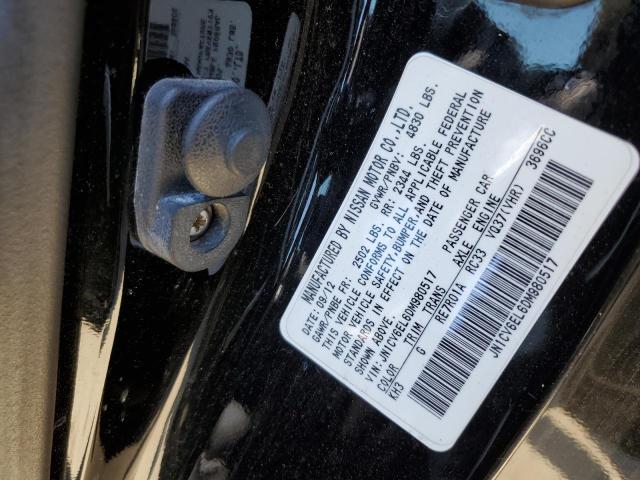 MANUFACTURED BY NISSAN MOTOR CO.,LTD.
DATE: 09/12 GVWR/PNBV: 4830 LBS.
GAWR/PNBE FR: 2502 LBS. RR: 2344 LBS.
THIS VEHICLE CONFORMS TO ALL APPLICABLE FEDERAL
MOTOR VEHICLE SAFETY,BUMPER,AND THEFT PREVENTION
STANDARDS IN EFFECT ON THE DATE OF MANUFACTURE
SHOWN ABOVE.
VIN:JN1CV6EL6DM980517 PASSENGER CAR
COLOR TRIM TRANS AXLE ENGINE
KH3 G RE7R01A RC33 VQ37(VHR) 3696CC
JN1CV6EL6DM980517